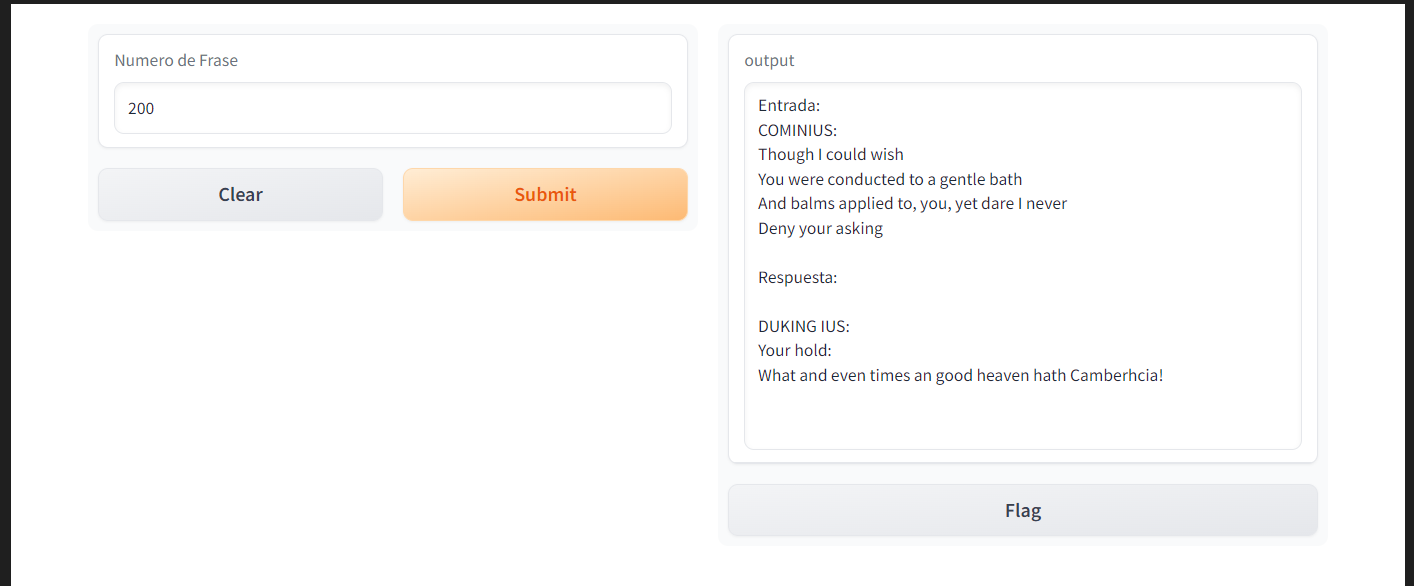 Numero de Frase
200
Clear
Submit
output
Entrada:
COMINIUS:
Though I could wish
You were conducted to a gentle bath
And balms applied to, you, yet dare I never
Deny your asking
Respuesta:
DUKING IUS:
Your hold:
What and even times an good heaven hath Camberhcia!
Flag